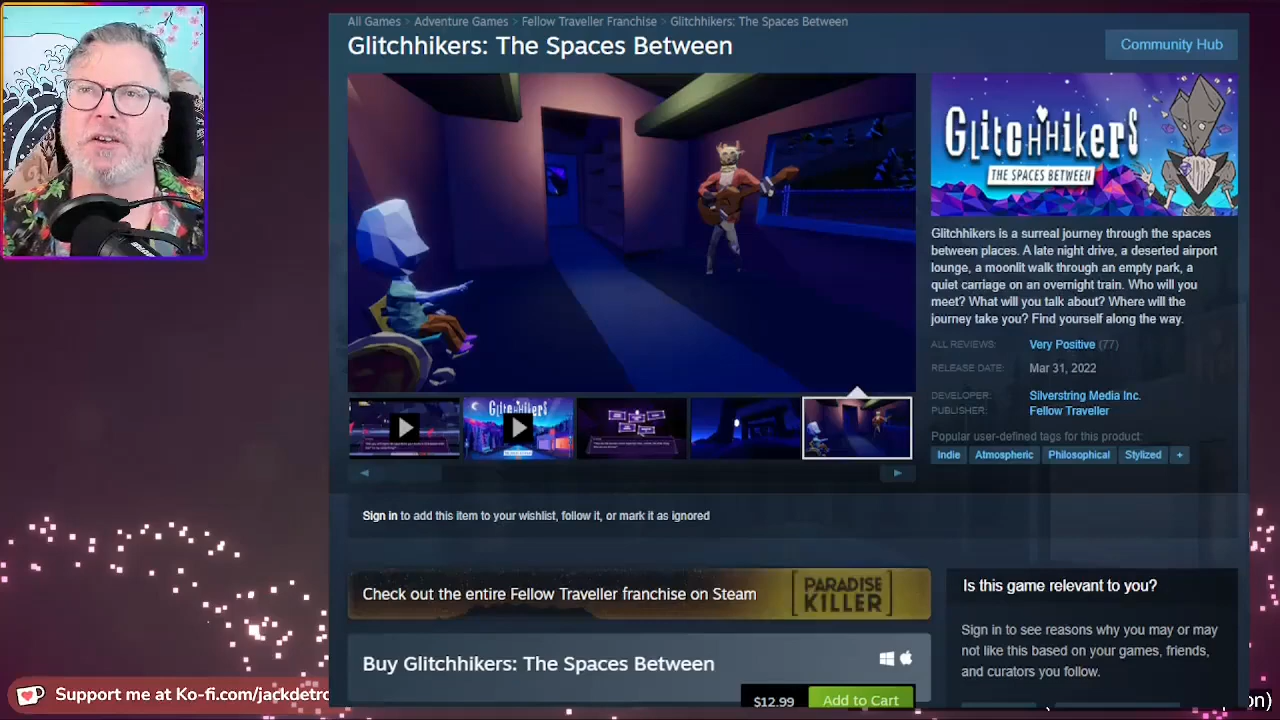 All Games > Adventure Games > Fellow Traveller Franchise > Glitchhikers: The Spaces Between
Glitchhikers: The Spaces Between
Community Hub
GLitcHHiKeRS
THE SPACES BETWEEN
Glitchhikers is a surreal journey through the spaces
between places. A late night drive, a deserted airport
lounge, a moonlit walk through an empty park, a
quiet carriage on an overnight train. Who will you
meet? What will you talk about? Where will the
journey take you? Find yourself along the way.
ALL REVIEWS: Very Positive (77)
RELEASE DATE: Mar 31, 2022
DEVELOPER: Silverstring Media Inc.
PUBLISHER: Fellow Traveller
Popular user-defined tags for this product:
Indie Atmospheric Philosophical Stylized +
GLitcHHiKeRS
Sign in to add this item to your wishlist, follow it, or mark it as ignored
Check out the entire Fellow Traveller franchise on Steam
PARADISE
KILLER
Is this game relevant to you?
Sign in to see reasons why you may or may
not like this based on your games, friends,
and curators you follow.
Buy Glitchhikers: The Spaces Between
$12.99 Add to Cart
Support me at Ko-fi.com/jackdetro
on)